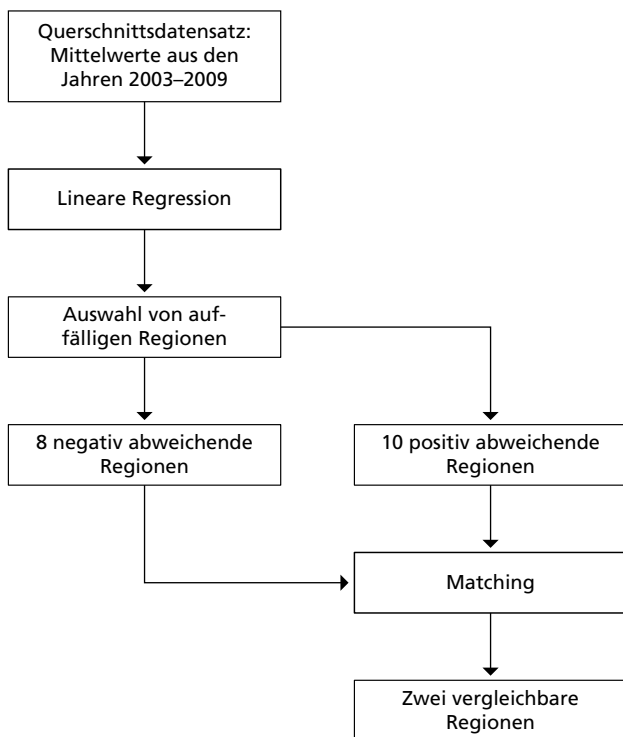 Querschnittsdatensatz:
Mittelwerte aus den
Jahren 2003–2009
Lineare Regression
Auswahl von auf-
fälligen Regionen
8 negativ abweichende
Regionen
10 positiv abweichende
Regionen
Matching
Zwei vergleichbare
Regionen